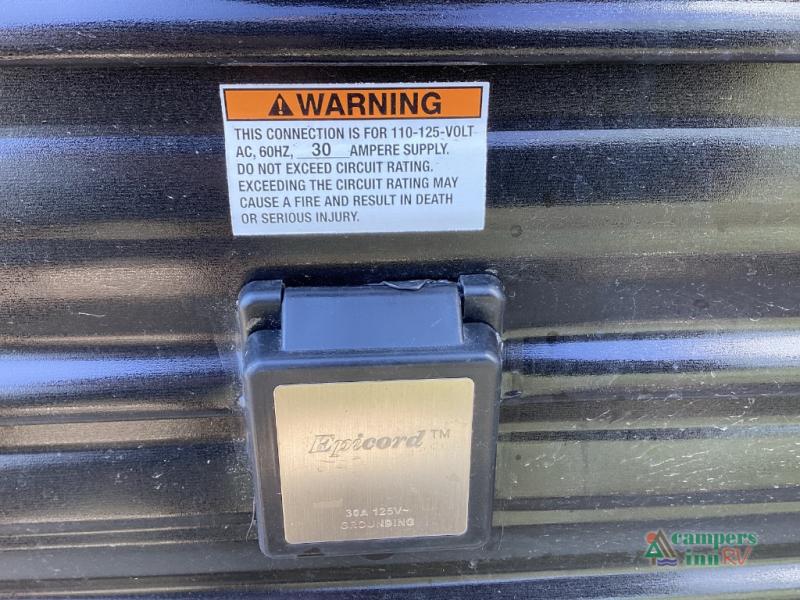 WARNING
THIS CONNECTION IS FOR 110-125-VOLT
AC, 60HZ, 30 AMPERE SUPPLY.
DO NOT EXCEED CIRCUIT RATING.
EXCEEDING THE CIRCUIT RATING MAY
CAUSE A FIRE AND RESULT IN DEATH
OR SERIOUS INJURY.
Epicord™
30A 125V~
GROUNDING
campers
inn RV